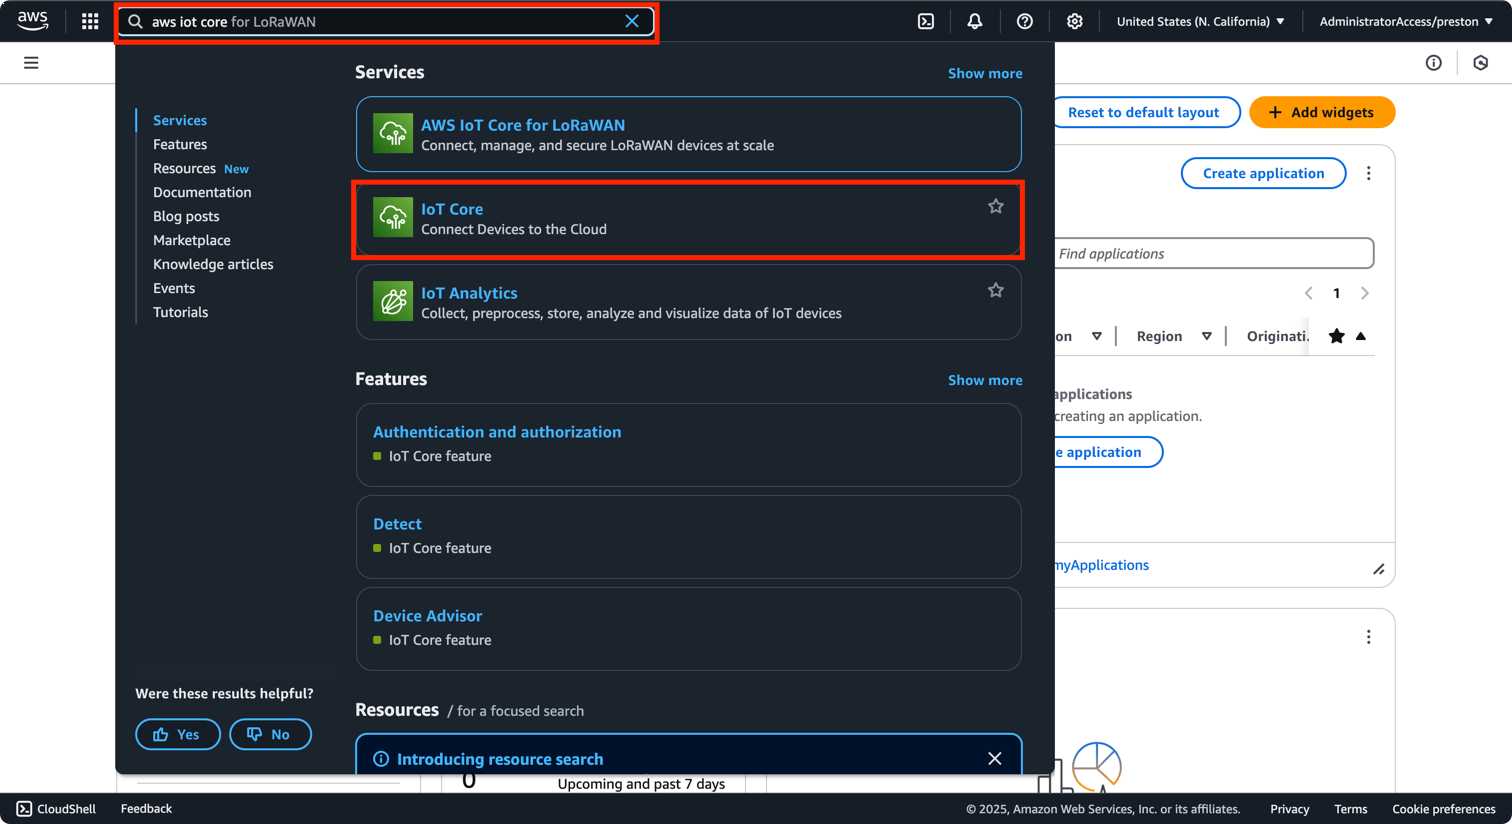 aws
aws iot core for LoRaWAN
United States (N. California)
AdministratorAccess/preston
Services
Features
Resources New
Documentation
Blog posts
Marketplace
Knowledge articles
Events
Tutorials
Were these results helpful?
Yes
No
Services
Show more
AWS IoT Core for LoRaWAN
Connect, manage, and secure LoRaWAN devices at scale
IoT Core
Connect Devices to the Cloud
IoT Analytics
Collect, preprocess, store, analyze and visualize data of IoT devices
Features
Show more
Authentication and authorization
IoT Core feature
Detect
IoT Core feature
Device Advisor
IoT Core feature
Resources / for a focused search
Introducing resource search
Reset to default layout
+ Add widgets
Create application
Find applications
1
on
Region
Originati.
applications
creating an application.
e application
myApplications
0
Upcoming and past 7 days
CloudShell
Feedback
© 2025, Amazon Web Services, Inc. or its affiliates.
Privacy
Terms
Cookie preferences